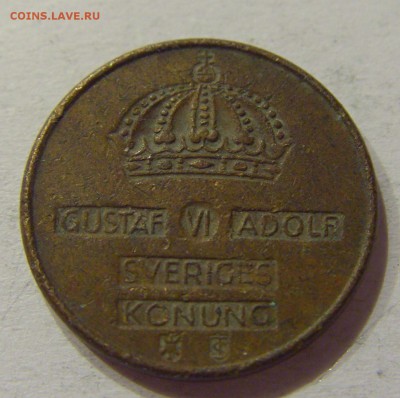 COINS.LAVE.RU
GUSTAF VI ADOLF
SVERIGES
KONUNG